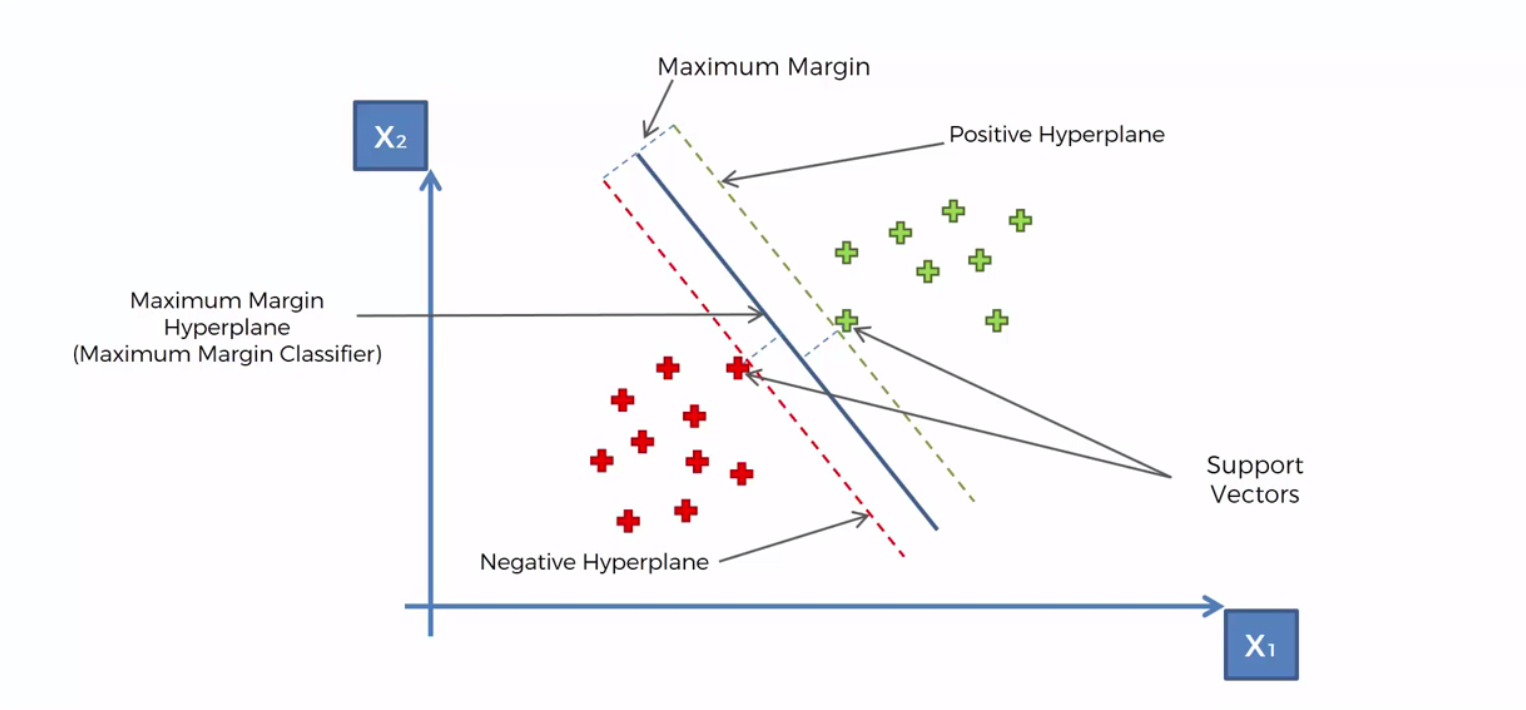 Maximum Margin
X₂
Positive Hyperplane
Maximum Margin
Hyperplane
(Maximum Margin Classifier)
Support
Vectors
Negative Hyperplane
X₁